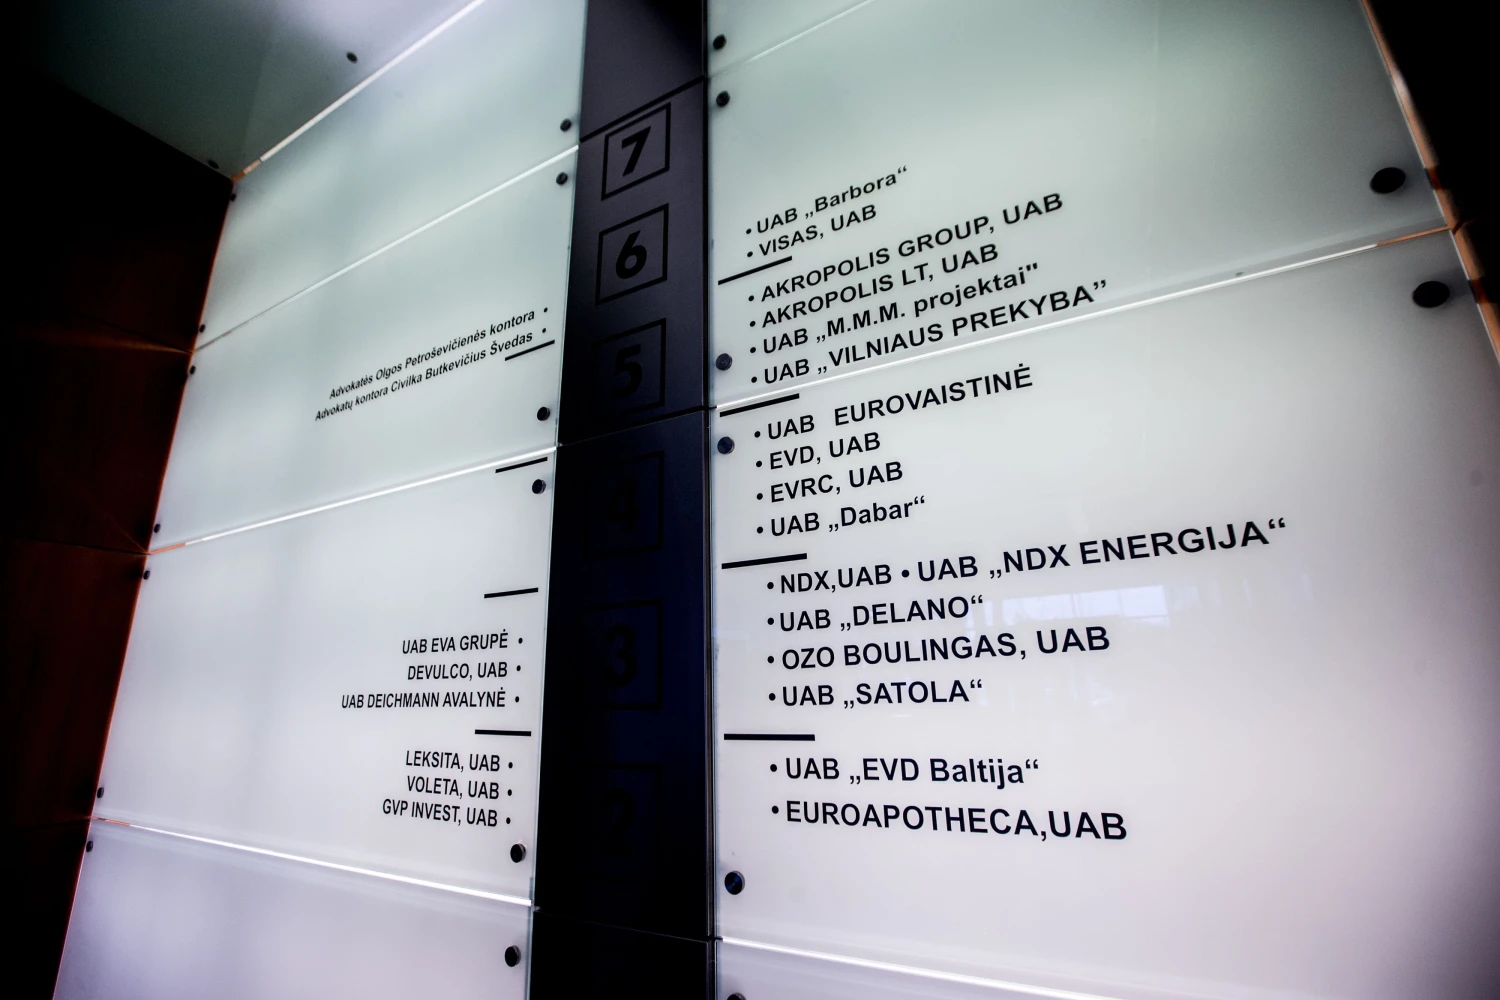 Advokatės Olgos Petroševičienės kontora •
Advokatų kontora Civilka Butkevičius Švedas •
UAB EVA GRUPĖ •
DEVULCO, UAB •
UAB DEICHMANN AVALYNĖ •
LEKSITA, UAB •
VOLETA, UAB •
GVP INVEST, UAB •
7
6
5
4
3
2
• UAB „Barbora“
• VISAS, UAB
• AKROPOLIS GROUP, UAB
• AKROPOLIS LT, UAB
• UAB „M.M.M. projektai"
• UAB „VILNIAUS PREKYBA”
• UAB EUROVAISTINĖ
• EVD, UAB
• EVRC, UAB
• UAB „Dabar“
• NDX,UAB • UAB „NDX ENERGIJA“
• UAB „DELANO“
• OZO BOULINGAS, UAB
• UAB „SATOLA“
• UAB „EVD Baltija“
• EUROAPOTHECA,UAB